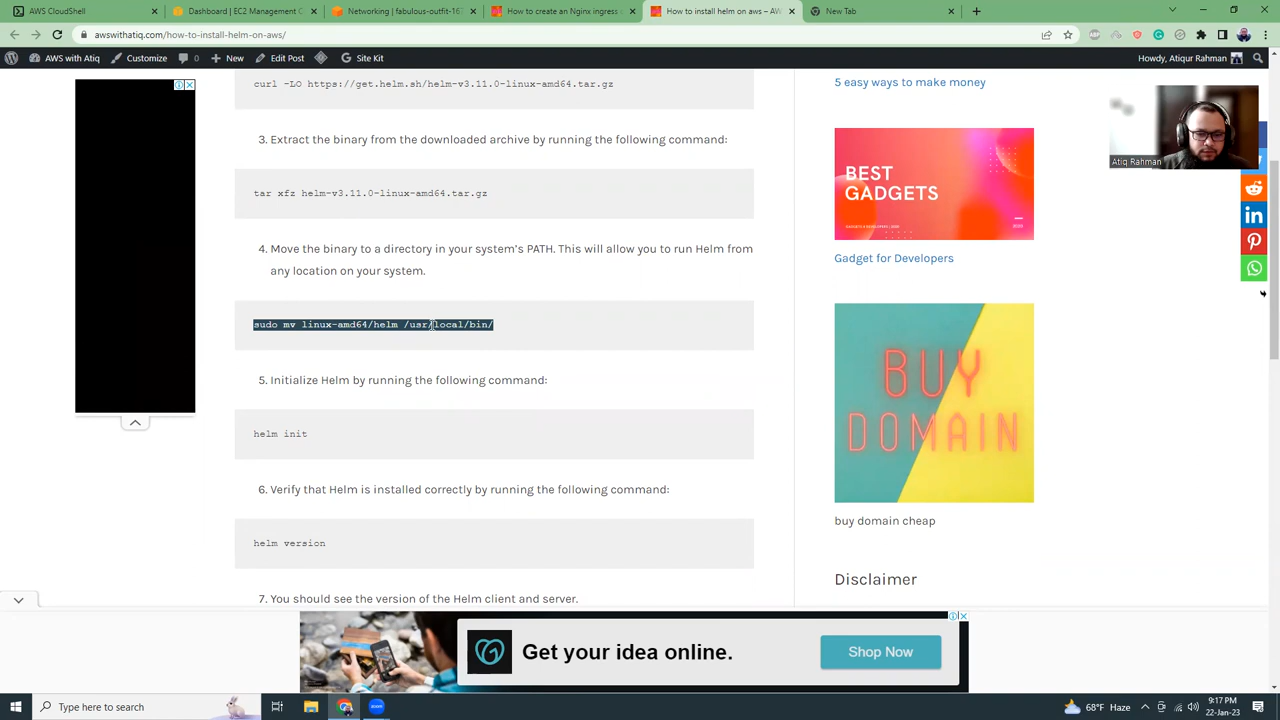 AWS CloudShell
Dashboard | EC2 Management C
Networking | fabulous-outfit-167
How to create an Nginx ingress
How to install helm on aws – AW
New Tab
awswithatiq.com/how-to-install-helm-on-aws/
AWS with Atiq
Customize
0
New
Edit Post
Site Kit
Howdy, Atiqur Rahman
curl -LO https://get.helm.sh/helm-v3.11.0-linux-amd64.tar.gz
3. Extract the binary from the downloaded archive by running the following command:
tar xfz helm-v3.11.0-linux-amd64.tar.gz
4. Move the binary to a directory in your system's PATH. This will allow you to run Helm from
any location on your system.
sudo mv linux-amd64/helm /usr/local/bin/
5. Initialize Helm by running the following command:
helm init
6. Verify that Helm is installed correctly by running the following command:
helm version
7. You should see the version of the Helm client and server.
5 easy ways to make money
BEST
GADGETS
Gadget for Developers
BUY
DOMAIN
buy domain cheap
Disclaimer
Atiq Rahman
Get your idea online.
Shop Now
Type here to search
zoom
68°F Haze
9:17 PM
22-Jan-23